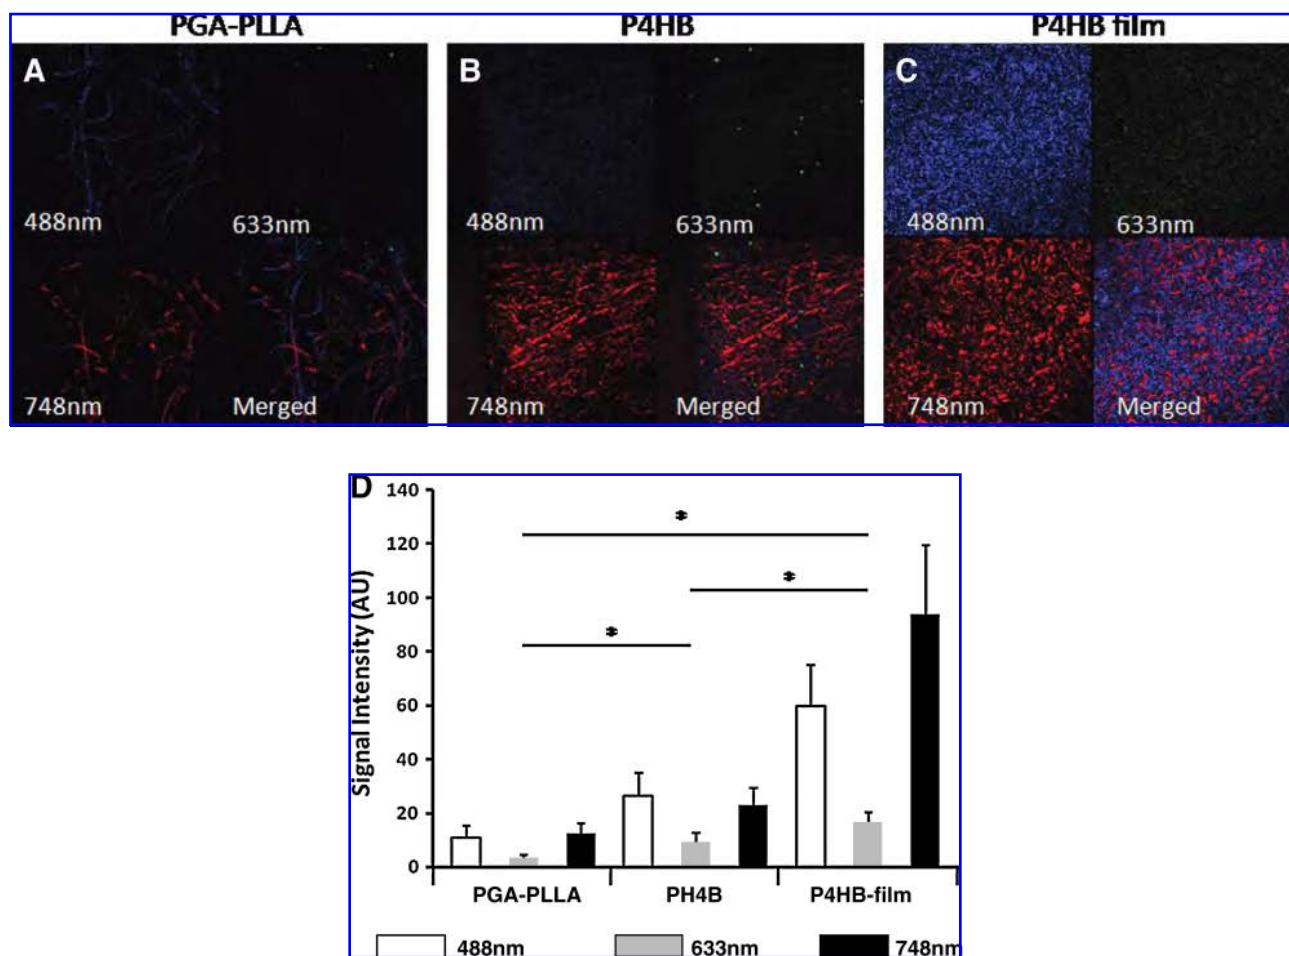 PGA-PLLA P4HB P4HB film
A B C
488nm 633nm 488nm 633nm 488nm 633nm
748nm Merged 748nm Merged 748nm Merged
D
Signal Intensity (AU)
140
120
100
80
60
40
20
0
* * *
PGA-PLLA PH4B P4HB-film
488nm 633nm 748nm